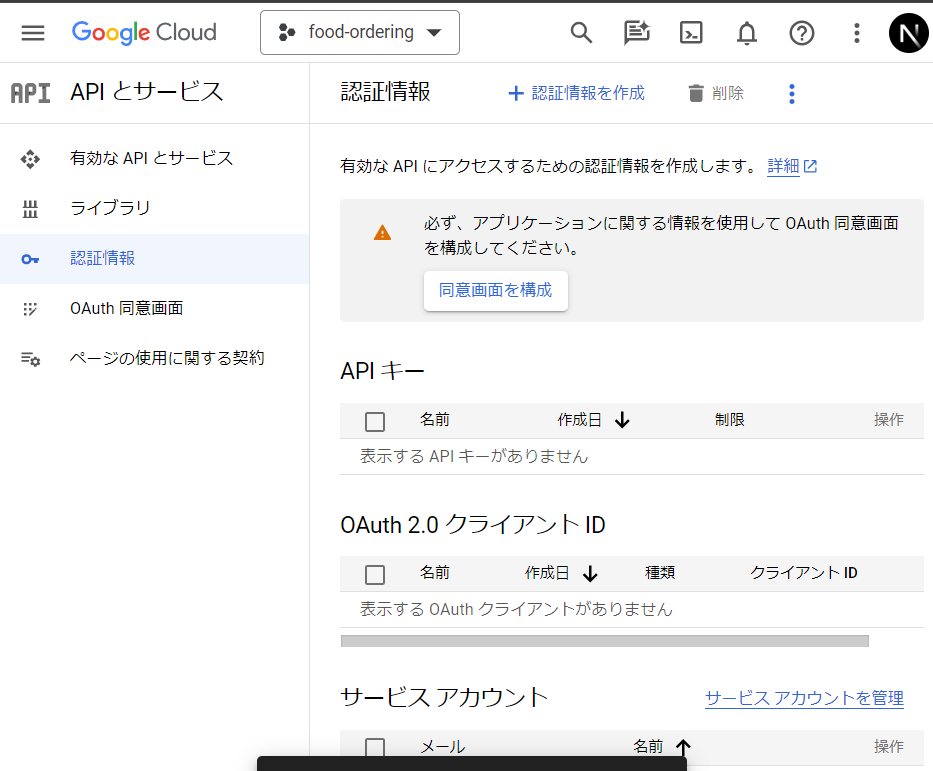 Google Cloud
food-ordering
N
API API とサービス
認証情報
認証情報を作成
削除
有効な API とサービス
ライブラリ
認証情報
OAuth 同意画面
ページの使用に関する契約
有効な API にアクセスするための認証情報を作成します。 詳細
必ず、アプリケーションに関する情報を使用して OAuth 同意画面
を構成してください。
同意画面を構成
API キー
名前 作成日 制限 操作
表示する API キーがありません
OAuth 2.0 クライアント ID
名前 作成日 種類 クライアント ID
表示する OAuth クライアントがありません
サービス アカウント サービス アカウントを管理
メール 名前 操作